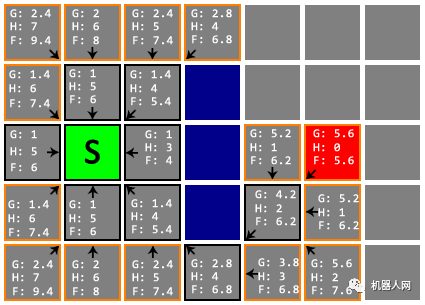 G: 2.4
H: 7
F: 9.4
G: 2
H: 6
F: 8
G: 2.4
H: 5
F: 7.4
G: 2.8
H: 4
F: 6.8
G: 1.4
H: 6
F: 7.4
G: 1
H: 5
F: 6
G: 1.4
H: 4
F: 5.4
G: 1
H: 5
F: 6
S
G: 1
H: 3
F: 4
G: 5.2
H: 1
F: 6.2
G: 5.6
H: 0
F: 5.6
G: 1.4
H: 6
F: 7.4
G: 1
H: 5
F: 6
G: 1.4
H: 4
F: 5.4
G: 4.2
H: 2
F: 6.2
G: 5.2
H: 1
F: 6.2
G: 2.4
H: 7
F: 9.4
G: 2
H: 6
F: 8
G: 2.4
H: 5
F: 7.4
G: 2.8
H: 4
F: 6.8
G: 3.8
H: 3
F: 6.8
G: 5.6
H: 2
F: 7.6
机器人网